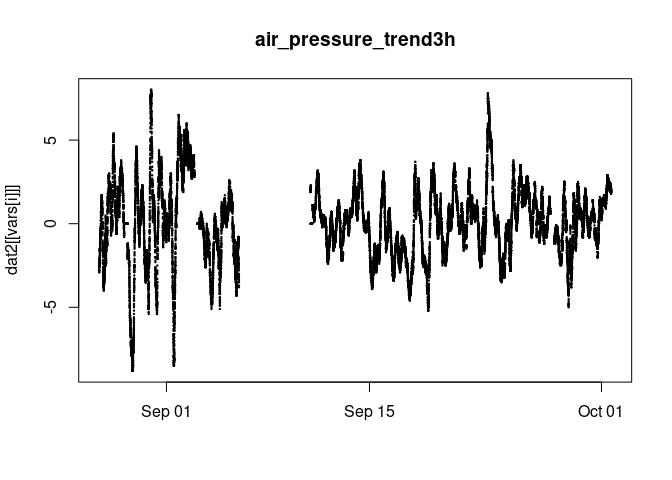 air_pressure_trend3h
dat2[[vars[i]]]
5
0
-5
Sep 01
Sep 15
Oct 01